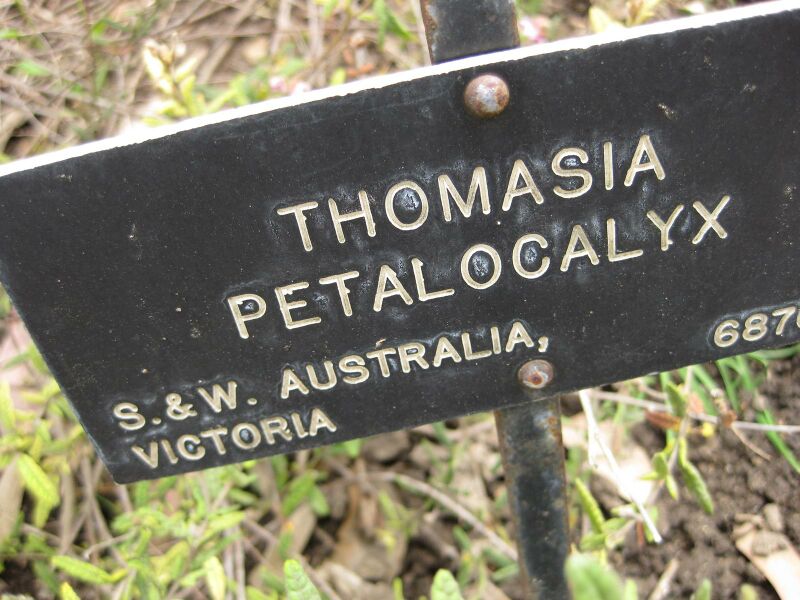 THOMASIA
PETALOCALYX
S. & W. AUSTRALIA,
VICTORIA